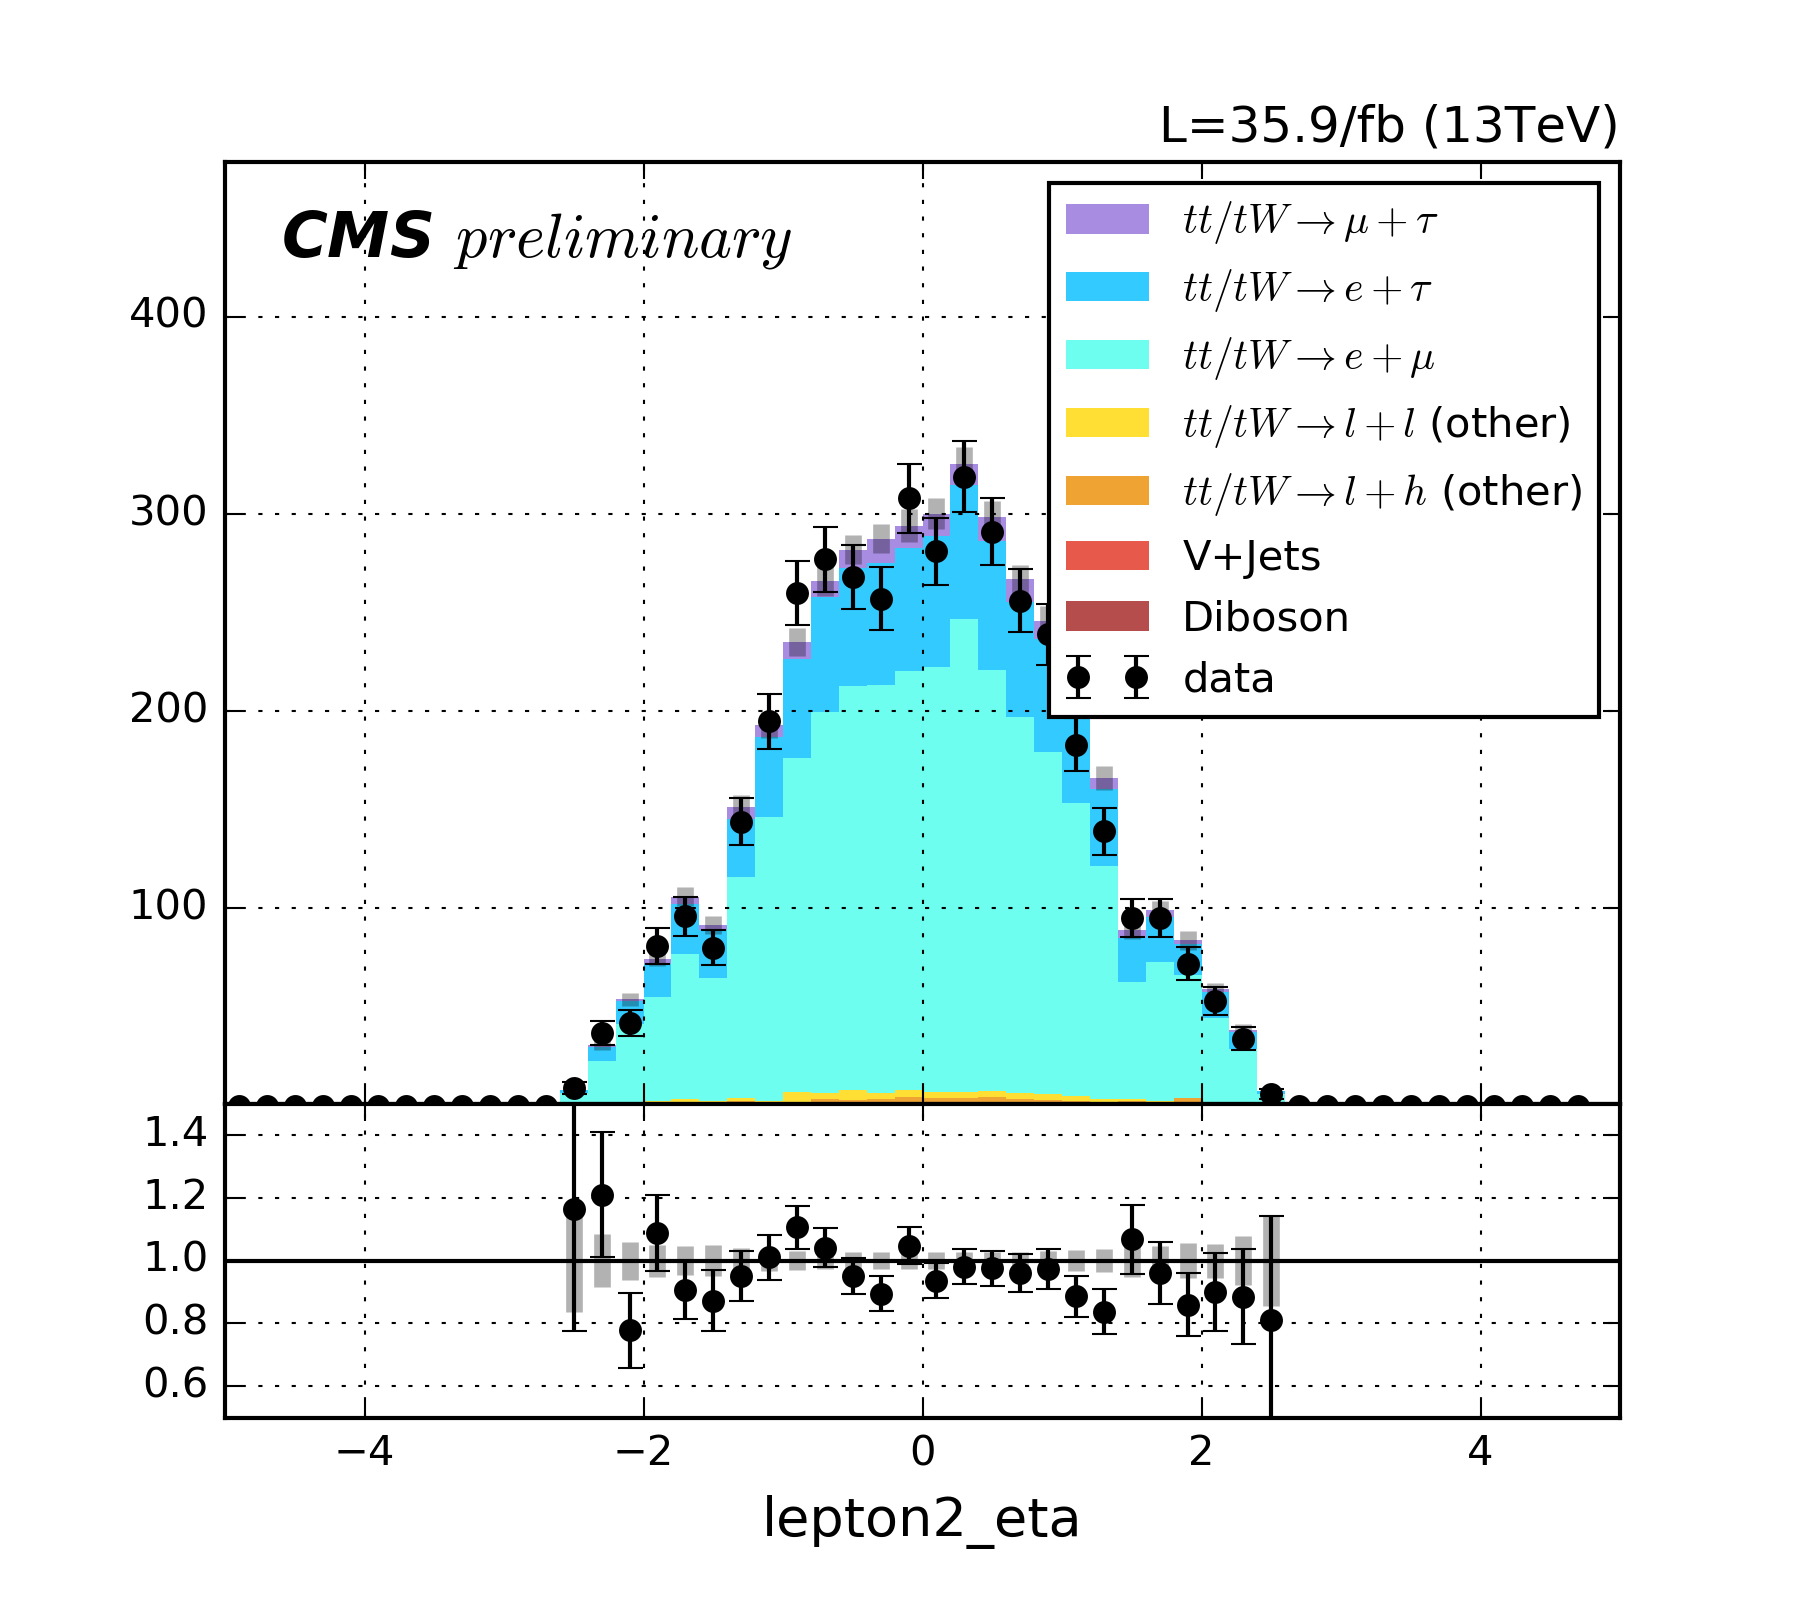 L=35.9/fb (13TeV)
CMS preliminary
tt/tW→μ+τ
tt/tW→e+τ
tt/tW→e+μ
tt/tW→l+l (other)
tt/tW→l+h (other)
V+Jets
Diboson
data
400
300
200
100
1.4
1.2
1.0
0.8
0.6
−4 −2 0 2 4
lepton2_eta